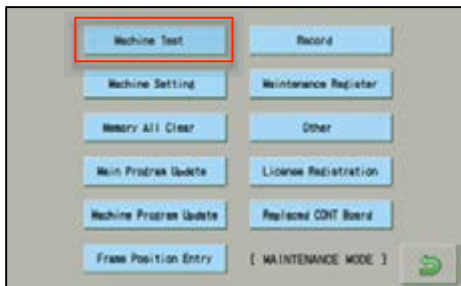 Machine Test
Record
Machine Setting
Maintenance Register
Memory All Clear
Other
Main Program Update
License Registration
Machine Program Update
Replaced CONT Board
Frame Position Entry
[ MAINTENANCE MODE ]